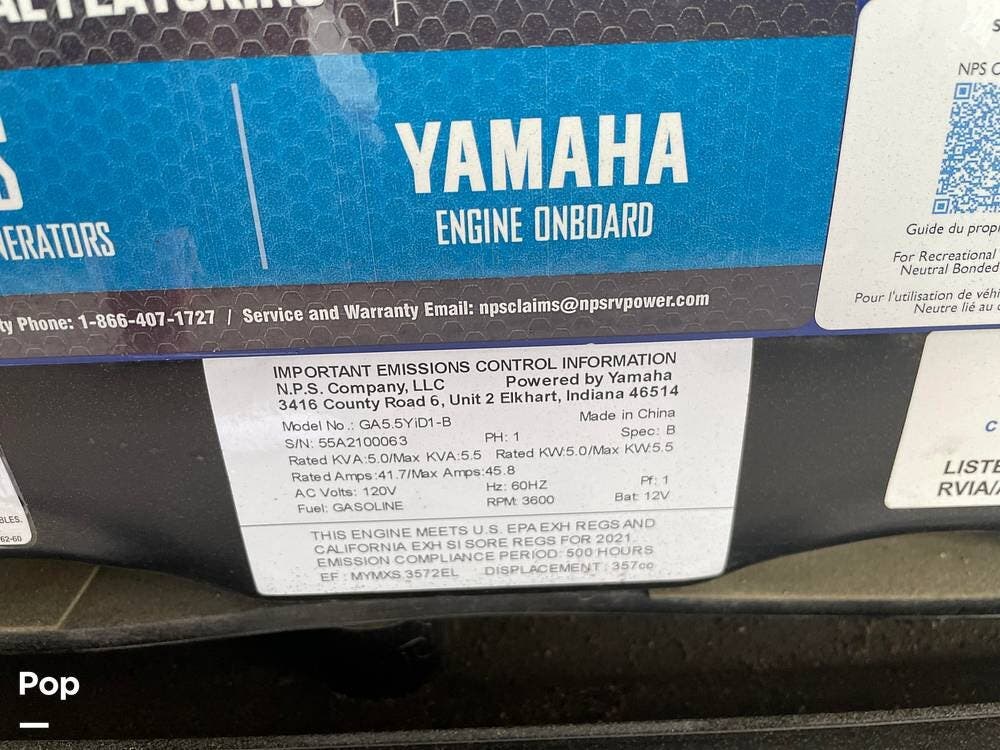 YAMAHA
ENGINE ONBOARD
Phone: 1-866-407-1727 | Service and Warranty Email: npsclaims@npsrvpower.com
NPS
Guide du
For Recreational
Neutral Bonded
Pour l'utilisation de
Neutre lié au
IMPORTANT EMISSIONS CONTROL INFORMATION
N.P.S. Company, LLC Powered by Yamaha
3416 County Road 6, Unit 2 Elkhart, Indiana 46514
Made in China
Model No.: GA5.5YiD1-B
S/N: 55A2100063 PH: 1 Spec: B
Rated KVA:5.0/Max KVA:5.5 Rated KW:5.0/Max KW:5.5
Rated Amps:41.7/Max Amps:45.8
AC Volts: 120V Hz: 60HZ Pf: 1
Fuel: GASOLINE RPM: 3600 Bat: 12V
THIS ENGINE MEETS U.S. EPA EXH REGS AND
CALIFORNIA EXH SI SORE REGS FOR 2021.
EMISSION COMPLIANCE PERIOD: 500 HOURS
EF : MYMXS.3572EL DISPLACEMENT : 357cc
RVIA/
62-60
Pop